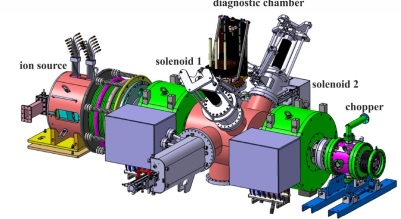 diagnostic chamber
ion source
solenoid 1
solenoid 2
chopper